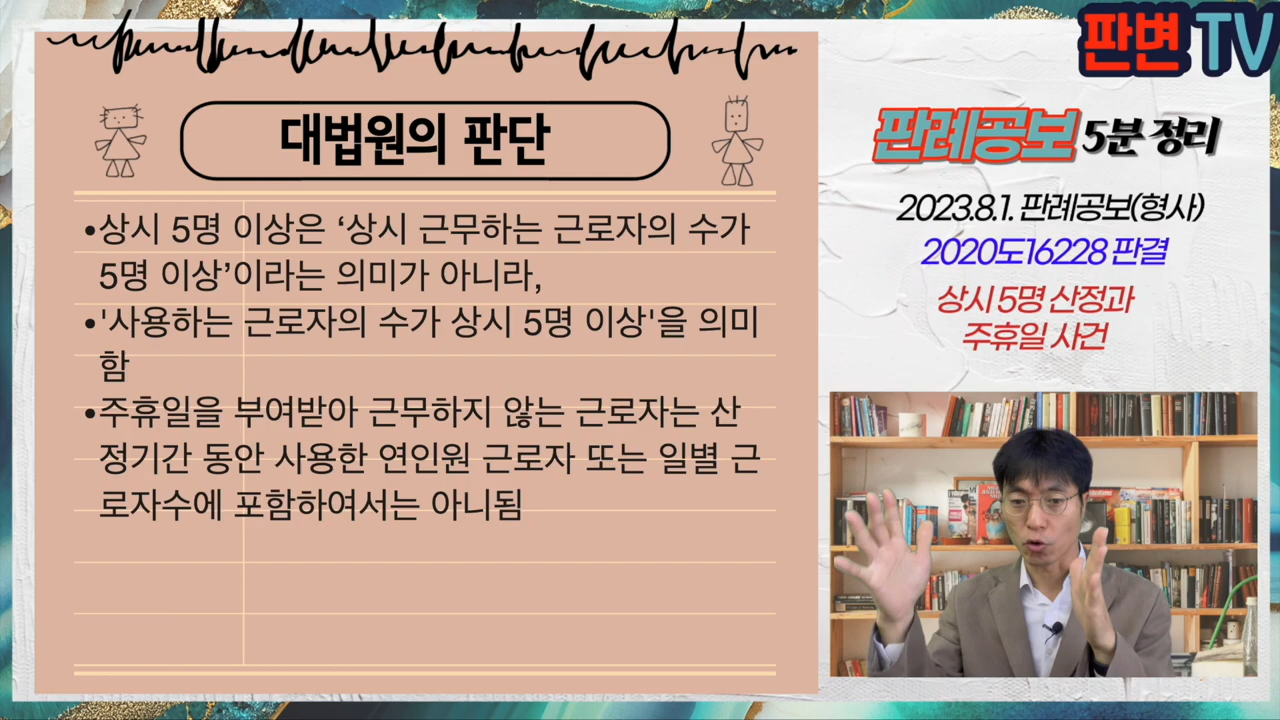 판변 TV
대법원의 판단
•상시 5명 이상은 ‘상시 근무하는 근로자의 수가
5명 이상’이라는 의미가 아니라,
•'사용하는 근로자의 수가 상시 5명 이상'을 의미
함
•주휴일을 부여받아 근무하지 않는 근로자는 산
정기간 동안 사용한 연인원 근로자 또는 일별 근
로자수에 포함하여서는 아니됨
판례공보 5분 정리
2023.8.1. 판례공보(형사)
2020도16228 판결
상시 5명 산정과
주휴일 사건